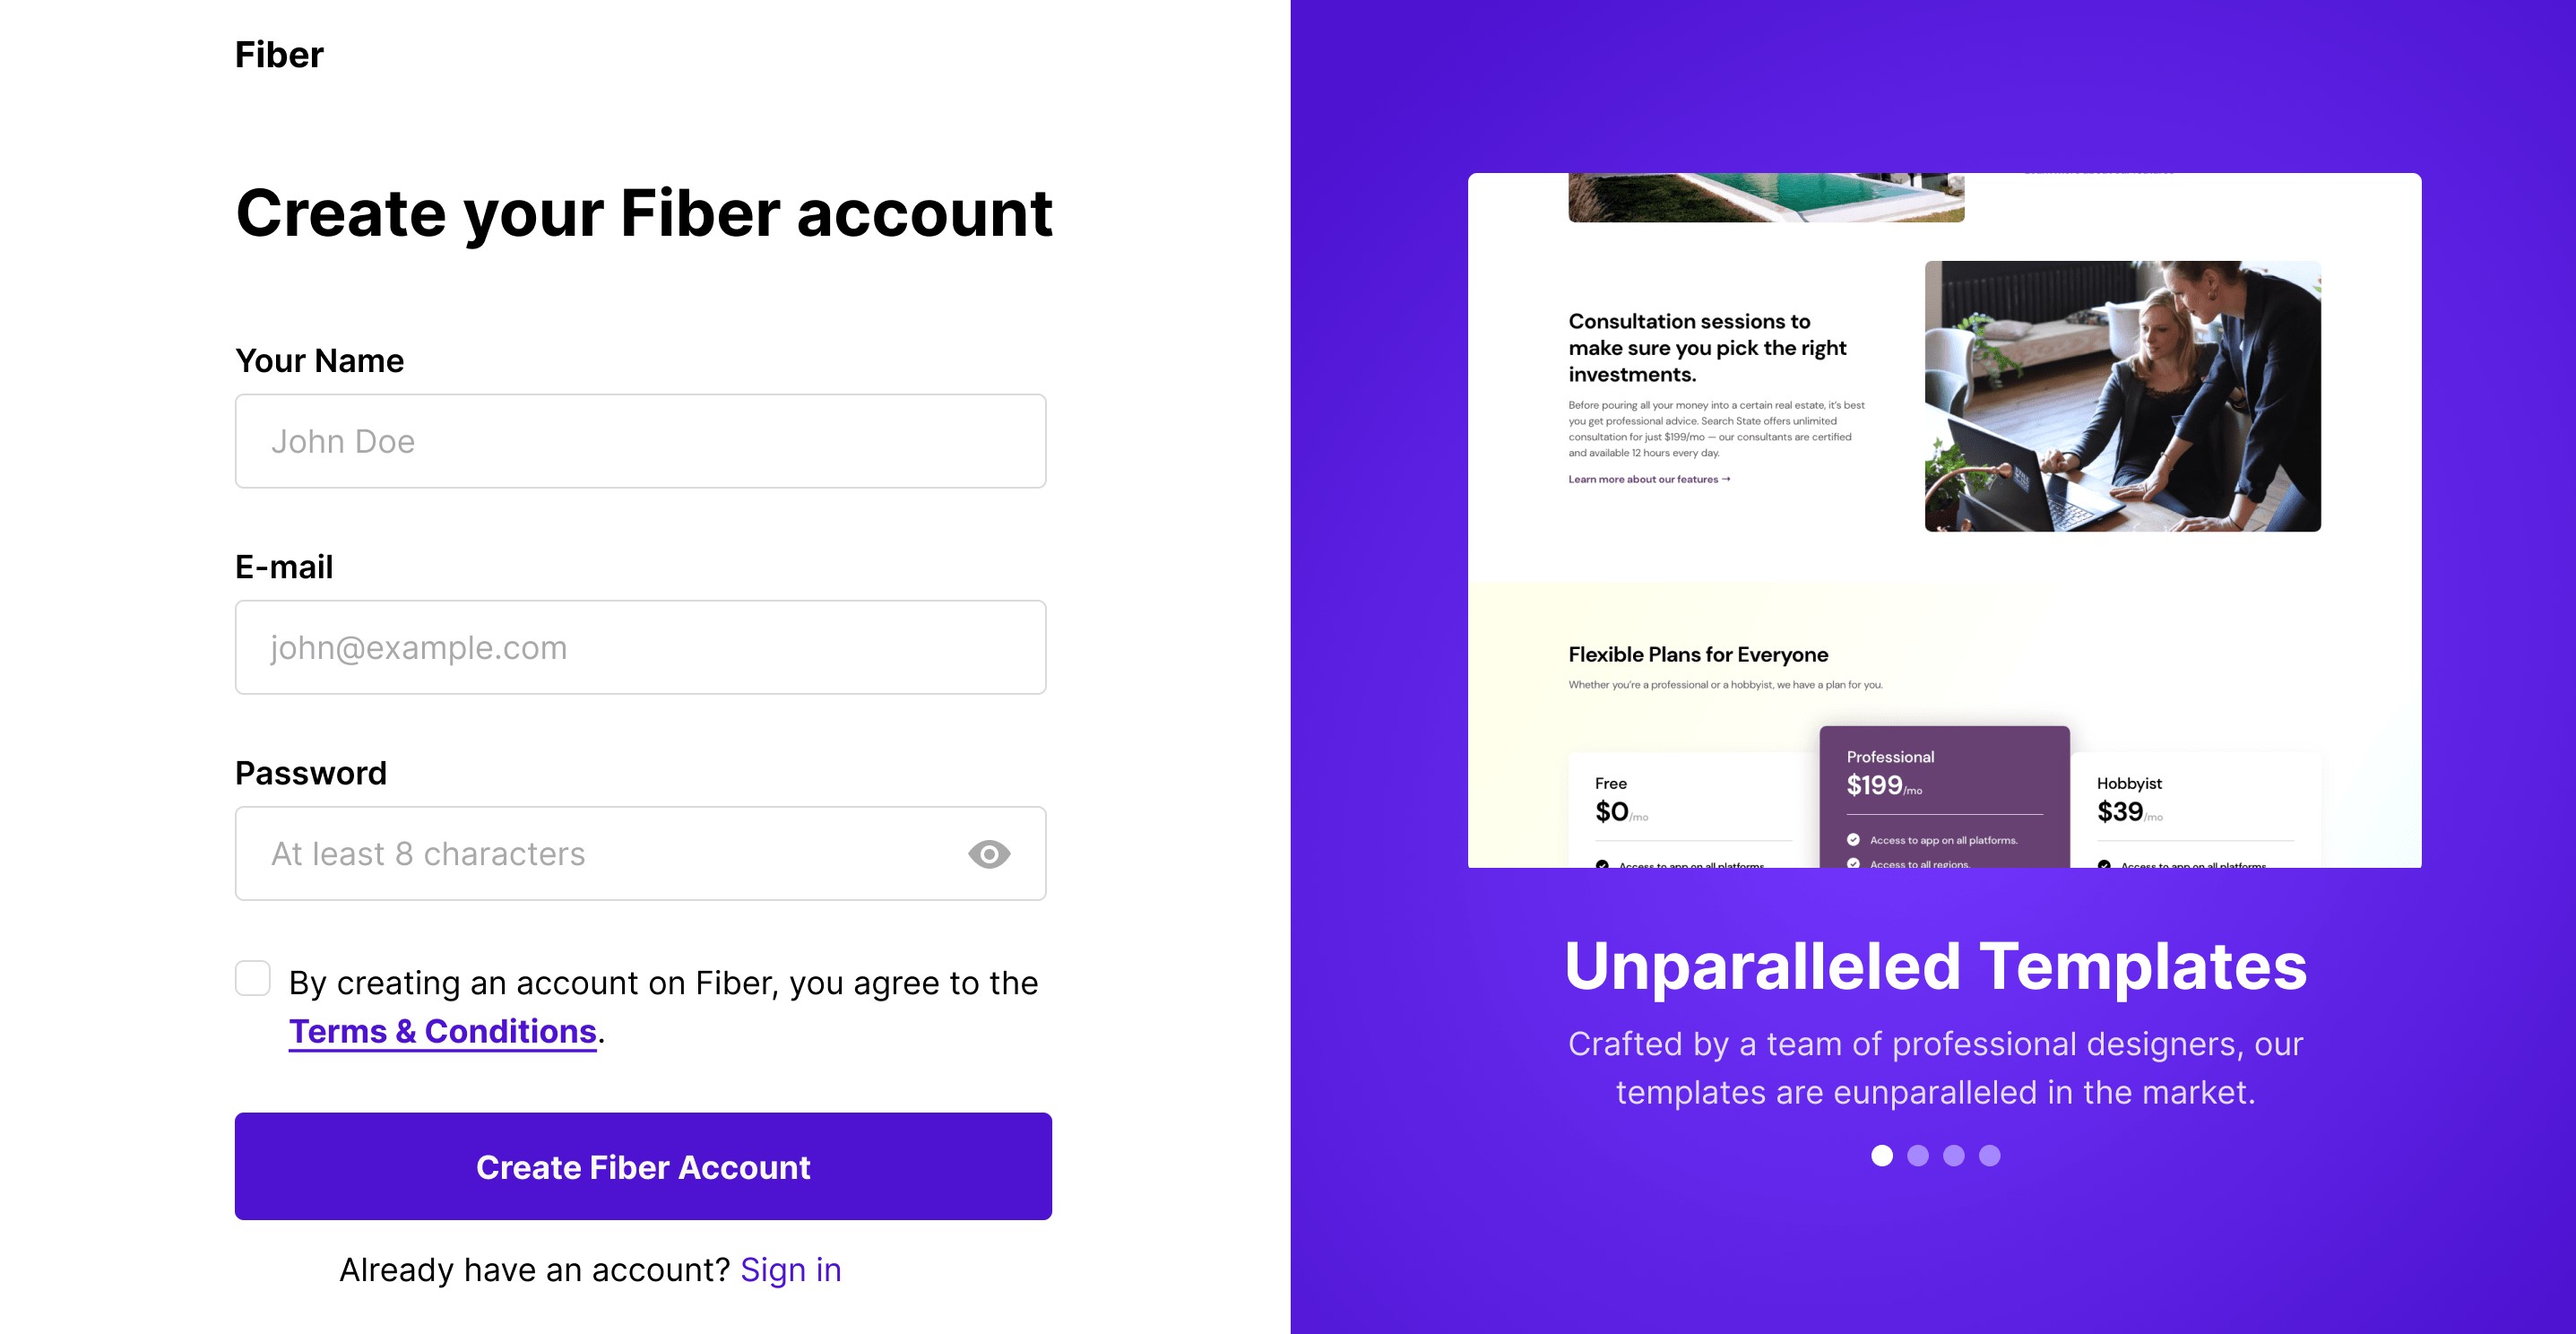 Fiber
Create your Fiber account
Your Name
John Doe
E-mail
john@example.com
Password
At least 8 characters
By creating an account on Fiber, you agree to the
Terms & Conditions.
Create Fiber Account
Already have an account? Sign in
Consultation sessions to
make sure you pick the right
investments.
Before pouring all your money into a certain real estate, it's best
you get professional advice. Search State offers unlimited
consultation for just $199/mo — our consultants are certified
and available 12 hours every day.
Learn more about our features →
Flexible Plans for Everyone
Whether you're a professional or a hobbyist, we have a plan for you.
Free
$0/mo
Access to app on all platforms.
Professional
$199/mo
Access to app on all platforms.
Access to all regions.
Hobbyist
$39/mo
Access to app on all platforms.
Unparalleled Templates
Crafted by a team of professional designers, our
templates are eunparalleled in the market.